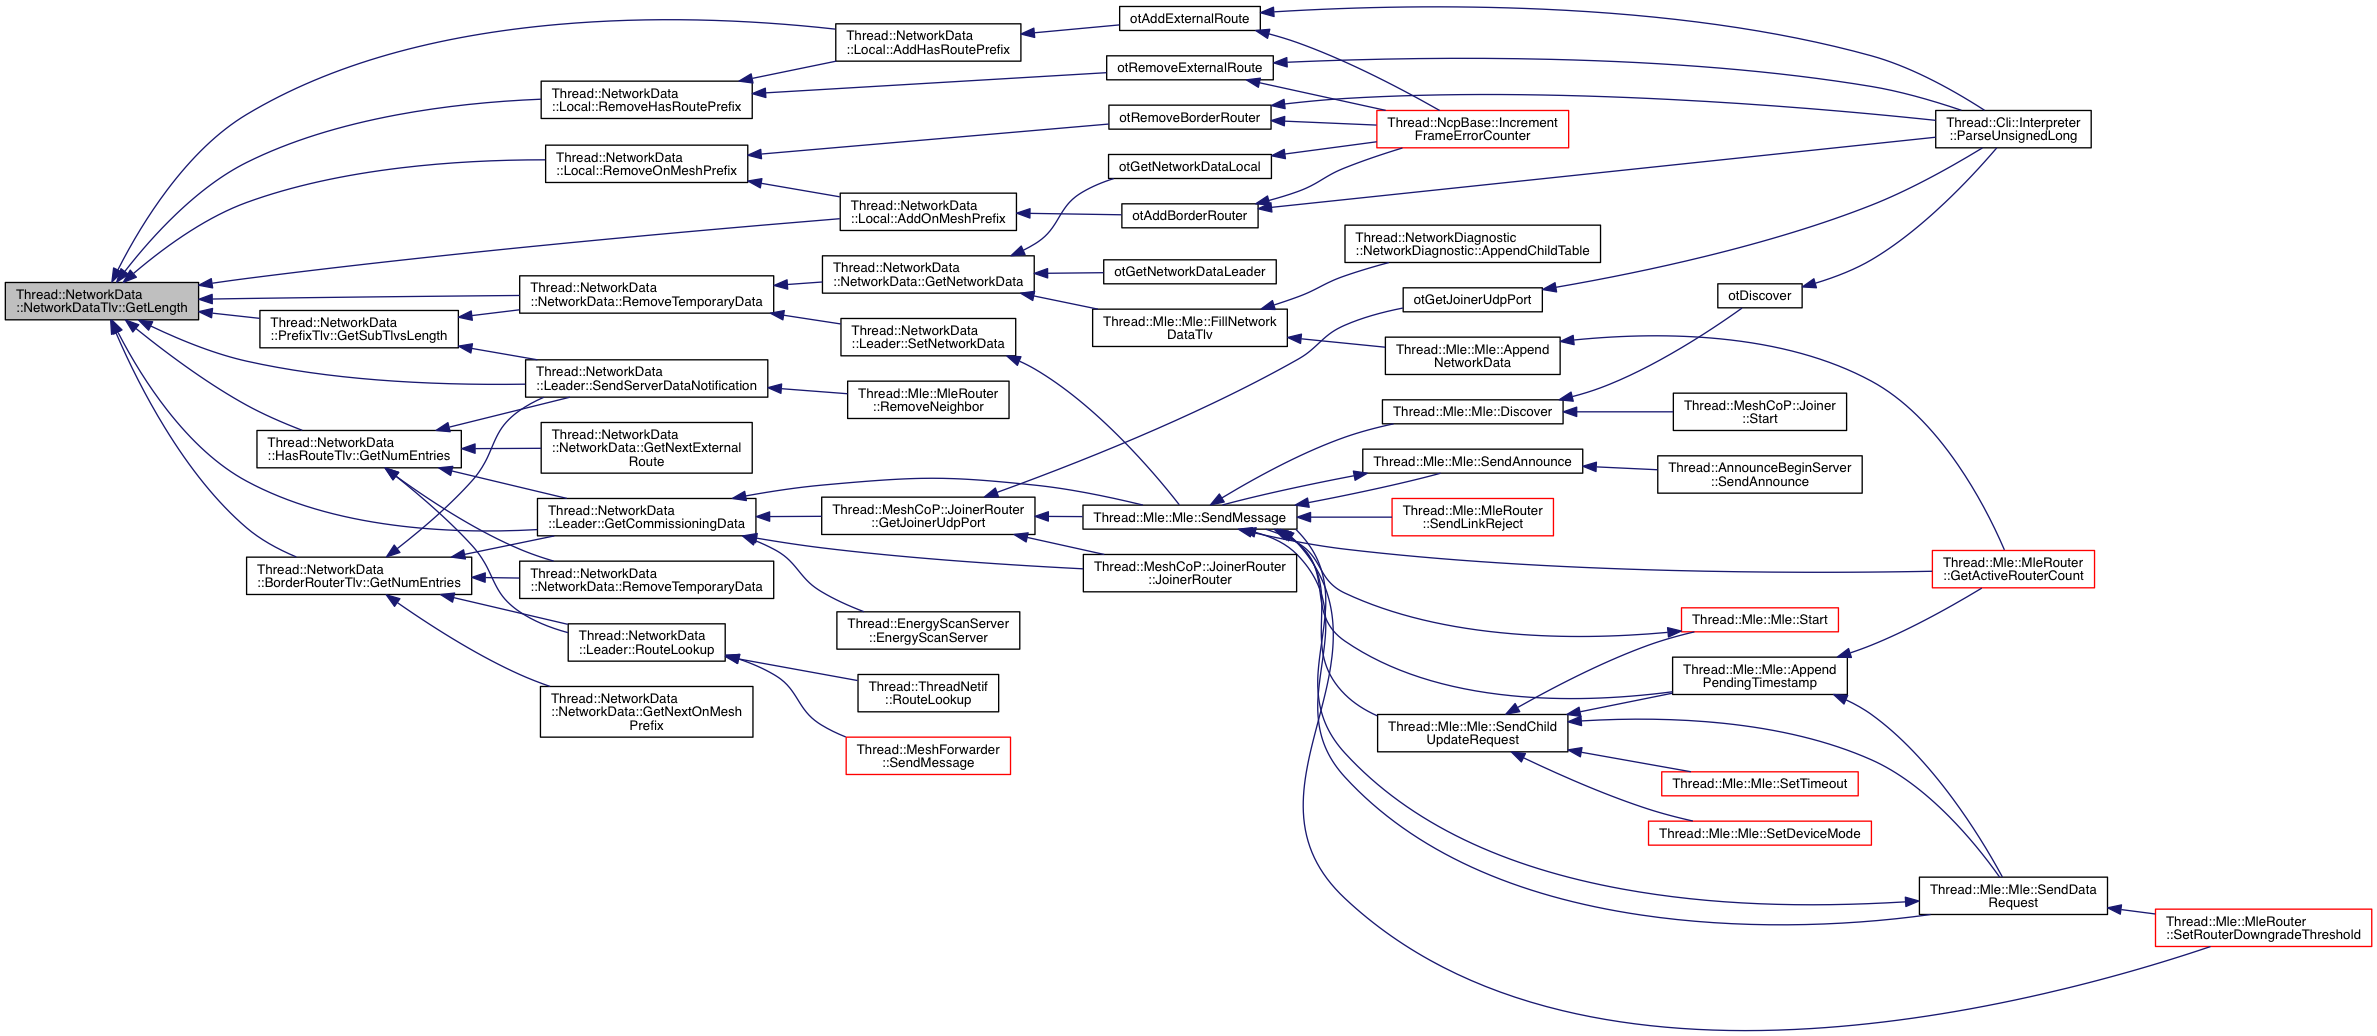 Thread::NetworkData
::NetworkDataTlv::GetLength
Thread::NetworkData
::Local::AddHasRoutePrefix
Thread::NetworkData
::Local::RemoveHasRoutePrefix
Thread::NetworkData
::Local::RemoveOnMeshPrefix
Thread::NetworkData
::Local::AddOnMeshPrefix
Thread::NetworkData
::NetworkData::RemoveTemporaryData
Thread::NetworkData
::PrefixTlv::GetSubTlvsLength
Thread::NetworkData
::Leader::SendServerDataNotification
Thread::NetworkData
::HasRouteTlv::GetNumEntries
Thread::NetworkData
::NetworkData::GetNextExternal
Route
Thread::NetworkData
::Leader::GetCommissioningData
Thread::NetworkData
::BorderRouterTlv::GetNumEntries
Thread::NetworkData
::NetworkData::RemoveTemporaryData
Thread::NetworkData
::Leader::RouteLookup
Thread::NetworkData
::NetworkData::GetNextOnMesh
Prefix
Thread::NetworkData
::NetworkData::GetNetworkData
Thread::NetworkData
::Leader::SetNetworkData
Thread::Mle::MleRouter
::RemoveNeighbor
Thread::MeshCoP::JoinerRouter
::GetJoinerUdpPort
Thread::EnergyScanServer
::EnergyScanServer
Thread::ThreadNetif
::RouteLookup
Thread::MeshForwarder
::SendMessage
otAddExternalRoute
otRemoveExternalRoute
otRemoveBorderRouter
otGetNetworkDataLocal
otAddBorderRouter
otGetNetworkDataLeader
Thread::Mle::Mle::FillNetwork
DataTlv
Thread::Mle::Mle::SendMessage
Thread::MeshCoP::JoinerRouter
::JoinerRouter
Thread::NcpBase::Increment
FrameErrorCounter
Thread::NetworkDiagnostic
::NetworkDiagnostic::AppendChildTable
otGetJoinerUdpPort
Thread::Mle::Mle::Append
NetworkData
Thread::Mle::Mle::Discover
Thread::Mle::Mle::SendAnnounce
Thread::Mle::MleRouter
::SendLinkReject
Thread::Mle::Mle::SendChild
UpdateRequest
otDiscover
Thread::MeshCoP::Joiner
::Start
Thread::AnnounceBeginServer
::SendAnnounce
Thread::Mle::Mle::Start
Thread::Mle::Mle::Append
PendingTimestamp
Thread::Mle::Mle::SetTimeout
Thread::Mle::Mle::SetDeviceMode
Thread::Cli::Interpreter
::ParseUnsignedLong
Thread::Mle::MleRouter
::GetActiveRouterCount
Thread::Mle::Mle::SendData
Request
Thread::Mle::MleRouter
::SetRouterDowngradeThreshold